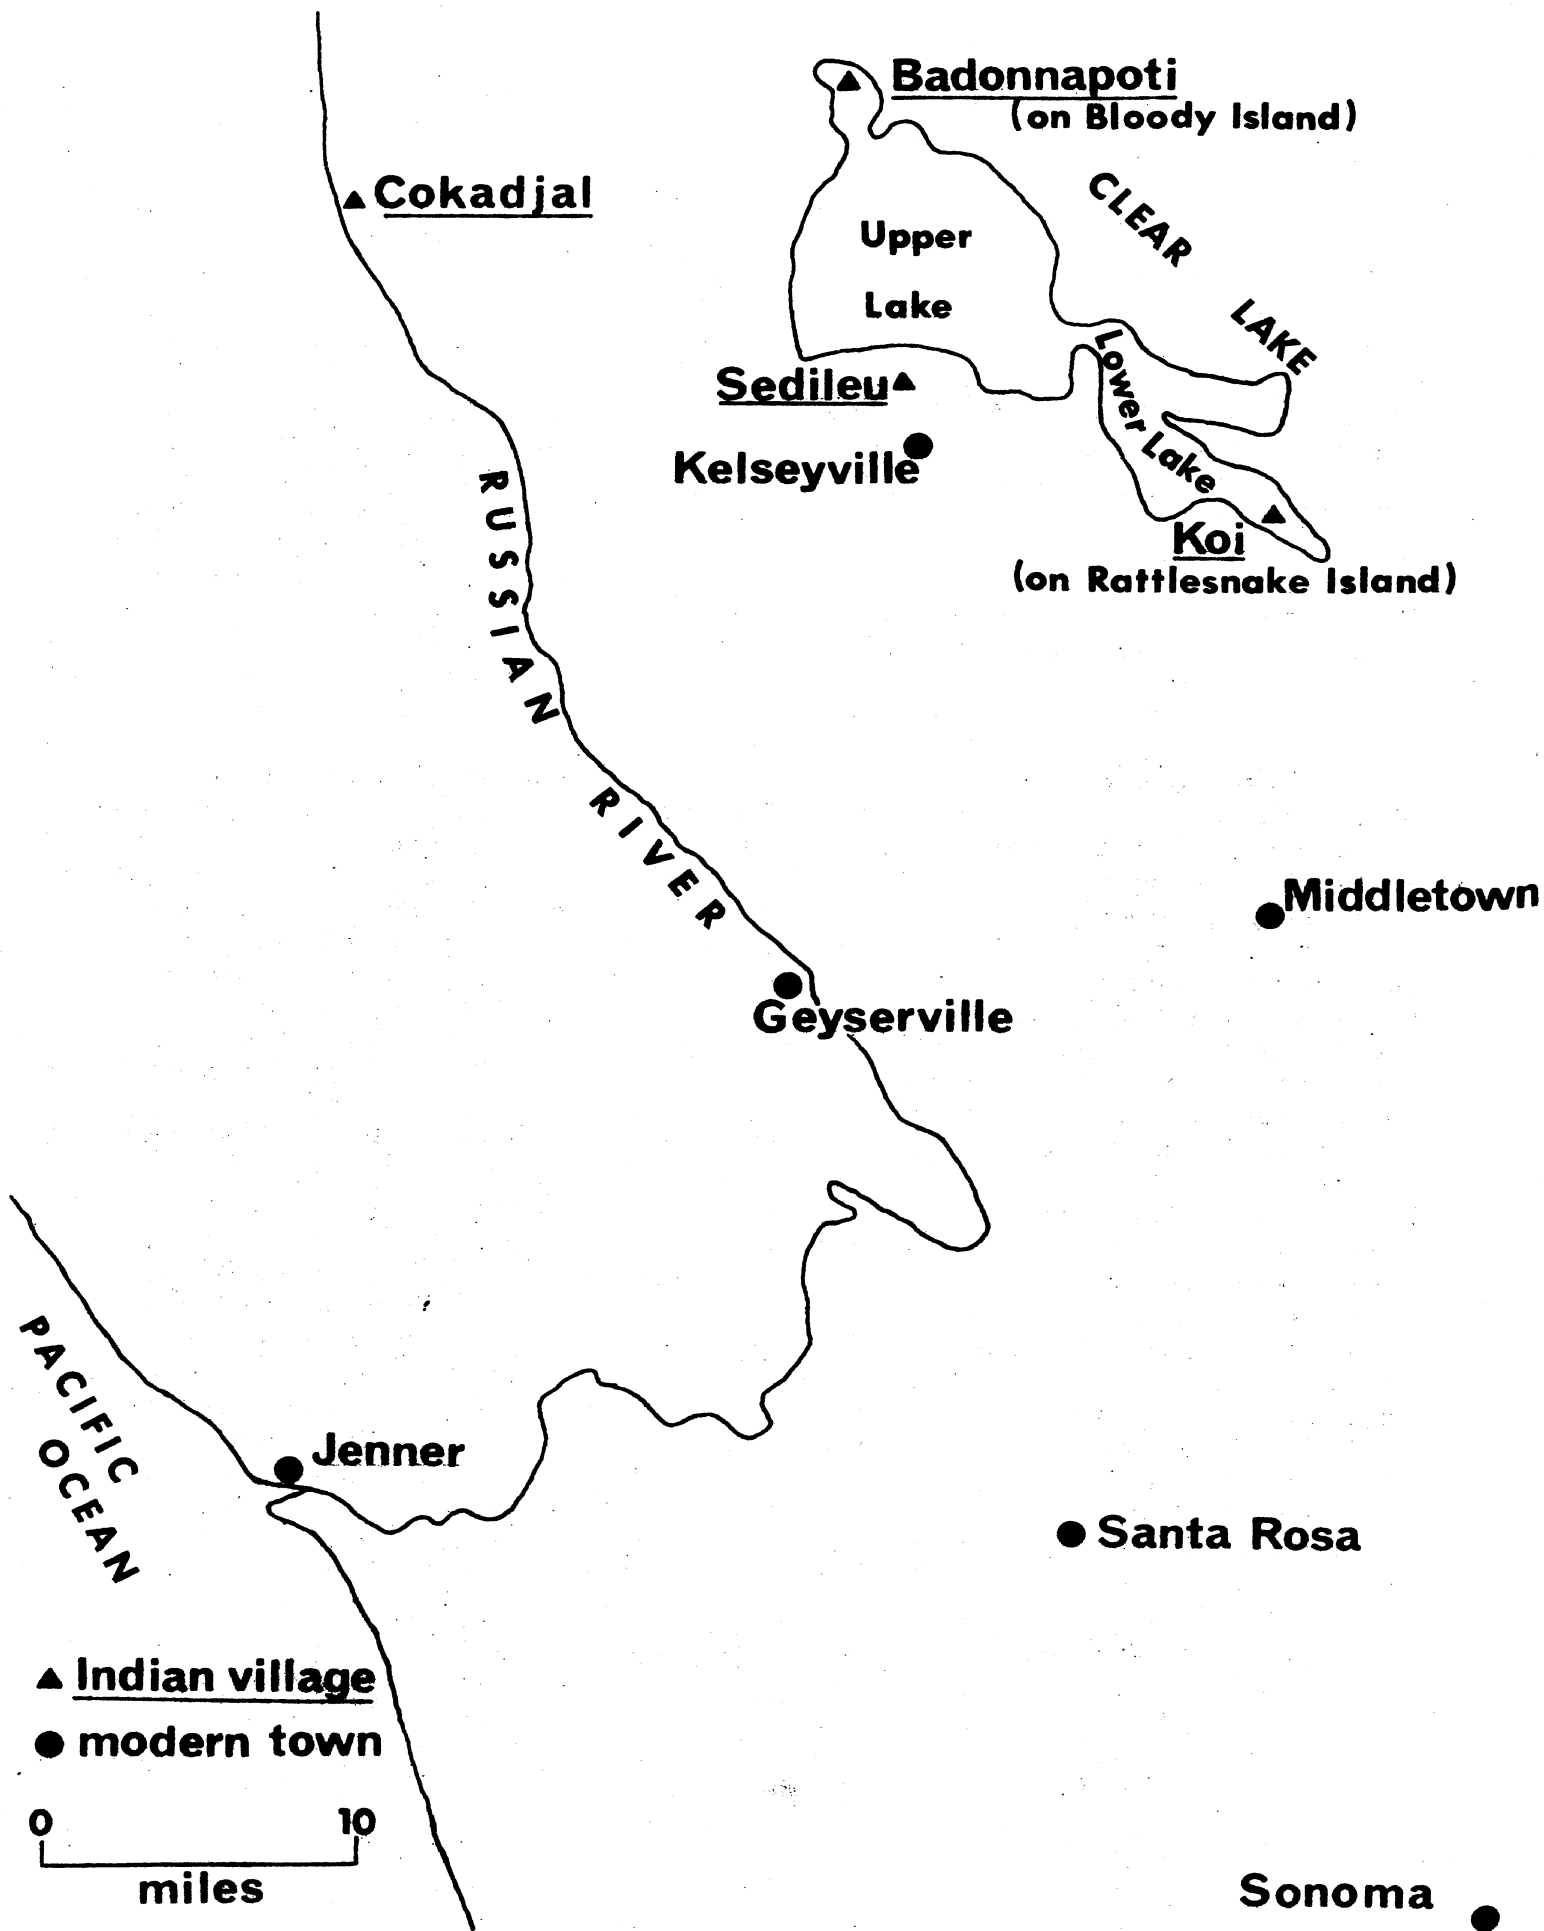 Badonnapoti
(on Bloody Island)
Cokadjal
CLEAR LAKE
Upper
Lake
Lower Lake
Sedileu
Kelseyville
Koi
(on Rattlesnake Island)
RUSSIAN RIVER
Middletown
Geyserville
PACIFIC
OCEAN
Jenner
Santa Rosa
Indian village
modern town
0 10
miles
Sonoma